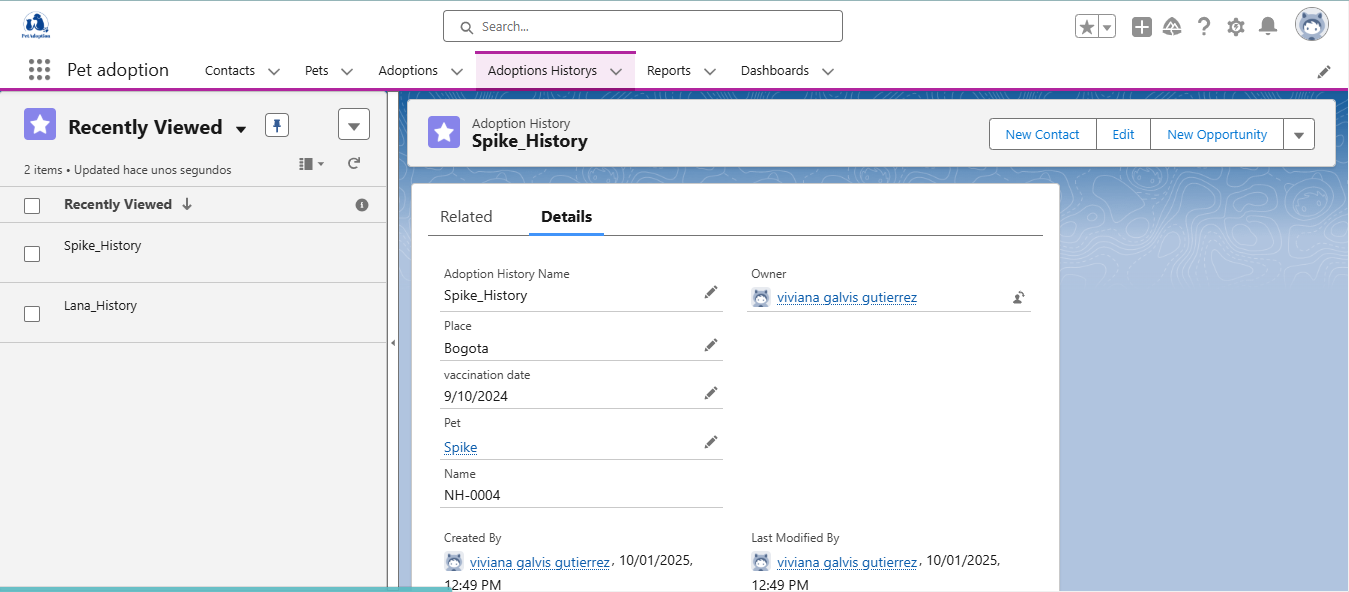 Pet Adoption
Search...
Pet adoption
Contacts
Pets
Adoptions
Adoptions Historys
Reports
Dashboards
Recently Viewed
2 items • Updated hace unos segundos
Recently Viewed
Spike_History
Lana_History
Adoption History
Spike_History
New Contact
Edit
New Opportunity
Related
Details
Adoption History Name
Spike_History
Owner
viviana galvis gutierrez
Place
Bogota
vaccination date
9/10/2024
Pet
Spike
Name
NH-0004
Created By
viviana galvis gutierrez, 10/01/2025,
12:49 PM
Last Modified By
viviana galvis gutierrez, 10/01/2025,
12:49 PM